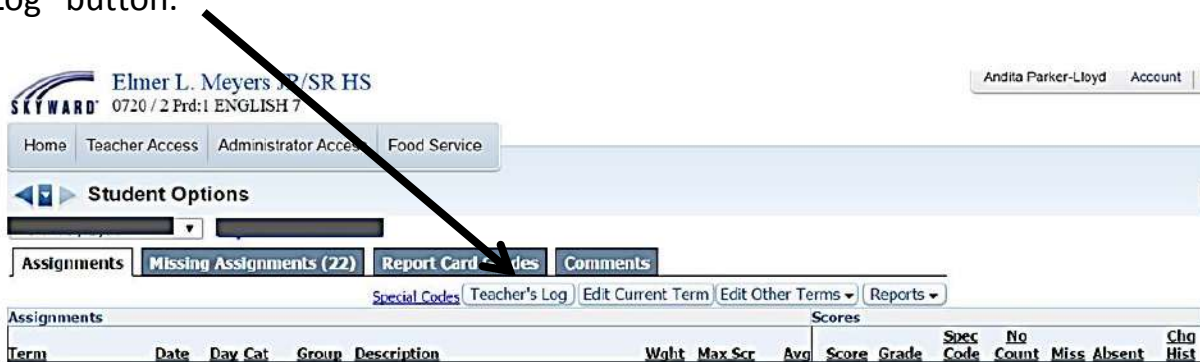 Log" button.
Elmer L. Meyers JR/SR HS
SKYWARD® 0720 / 2 Prd:1 ENGLISH 7
Andita Parker-Lloyd Account |
Home Teacher Access Administrator Access Food Service
Student Options
Assignments Missing Assignments (22) Report Card Grades Comments
Special Codes Teacher's Log Edit Current Term Edit Other Terms Reports
Assignments Scores
Term Date Day Cat Group Description Wght Max Scr Avg Score Grade Spec Code No Count Miss Absent Chg Hist